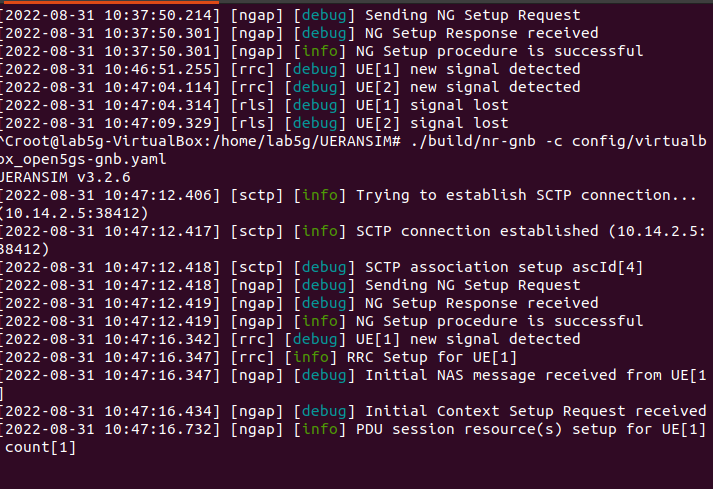 [2022-08-31 10:37:50.214] [ngap] [debug] Sending NG Setup Request
[2022-08-31 10:37:50.301] [ngap] [debug] NG Setup Response received
[2022-08-31 10:37:50.301] [ngap] [info] NG Setup procedure is successful
[2022-08-31 10:46:51.255] [rrc] [debug] UE[1] new signal detected
[2022-08-31 10:47:04.114] [rrc] [debug] UE[2] new signal detected
[2022-08-31 10:47:04.314] [rls] [debug] UE[1] signal lost
[2022-08-31 10:47:09.329] [rls] [debug] UE[2] signal lost
^Croot@lab5g-VirtualBox:/home/lab5g/UERANSIM# ./build/nr-gnb -c config/virtualb
ox_open5gs-gnb.yaml
UERANSIM v3.2.6
[2022-08-31 10:47:12.406] [sctp] [info] Trying to establish SCTP connection...
(10.14.2.5:38412)
[2022-08-31 10:47:12.417] [sctp] [info] SCTP connection established (10.14.2.5:
38412)
[2022-08-31 10:47:12.418] [sctp] [debug] SCTP association setup ascId[4]
[2022-08-31 10:47:12.418] [ngap] [debug] Sending NG Setup Request
[2022-08-31 10:47:12.419] [ngap] [debug] NG Setup Response received
[2022-08-31 10:47:12.419] [ngap] [info] NG Setup procedure is successful
[2022-08-31 10:47:16.342] [rrc] [debug] UE[1] new signal detected
[2022-08-31 10:47:16.347] [rrc] [info] RRC Setup for UE[1]
[2022-08-31 10:47:16.347] [ngap] [debug] Initial NAS message received from UE[1
]
[2022-08-31 10:47:16.434] [ngap] [debug] Initial Context Setup Request received
[2022-08-31 10:47:16.732] [ngap] [info] PDU session resource(s) setup for UE[1]
count[1]